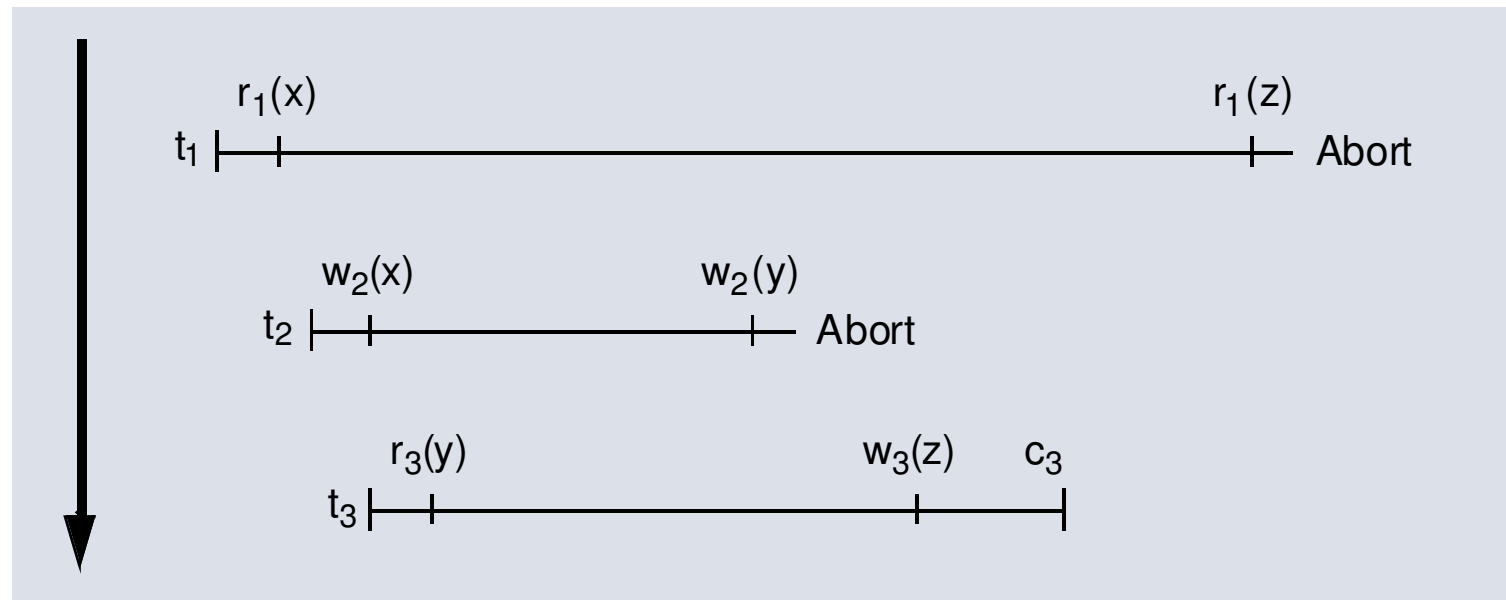 r₁(x) r₁(z)
t₁ Abort
w₂(x) w₂(y)
t₂ Abort
r₃(y) w₃(z) c₃
t₃